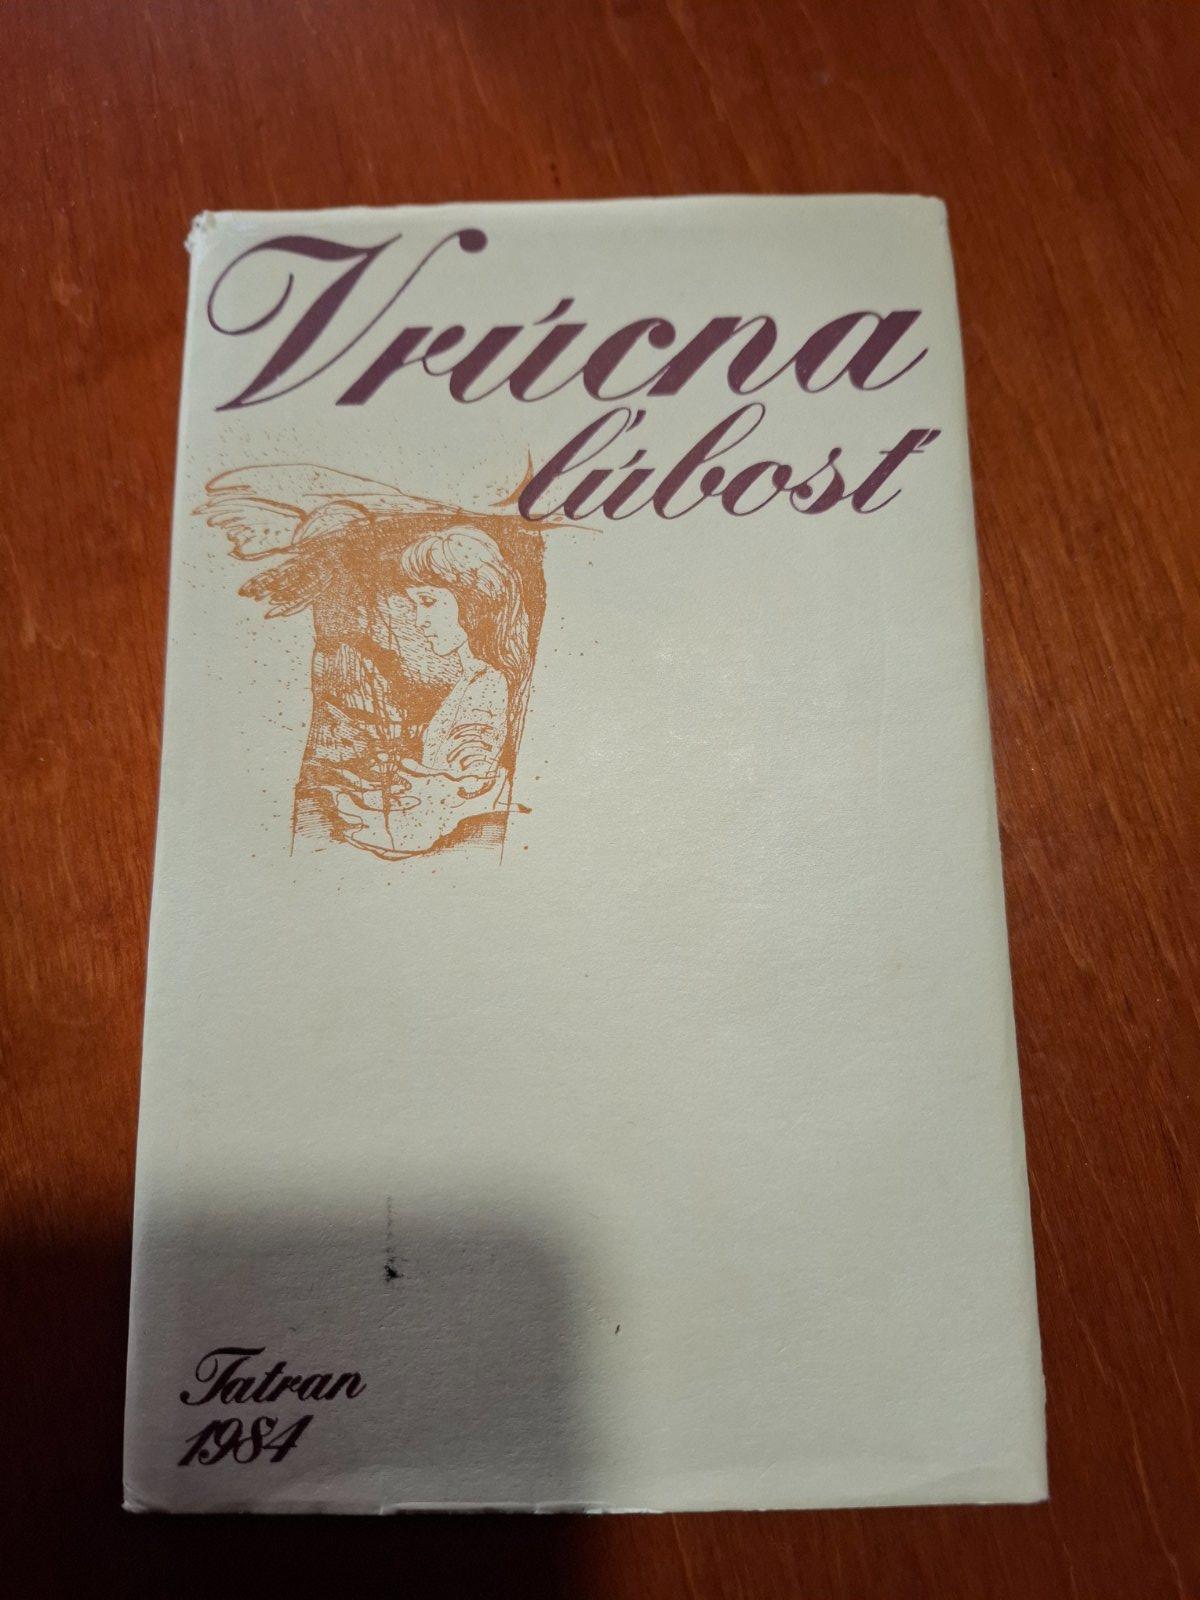 Vrúcna
ľúbosť
Tatran
1984